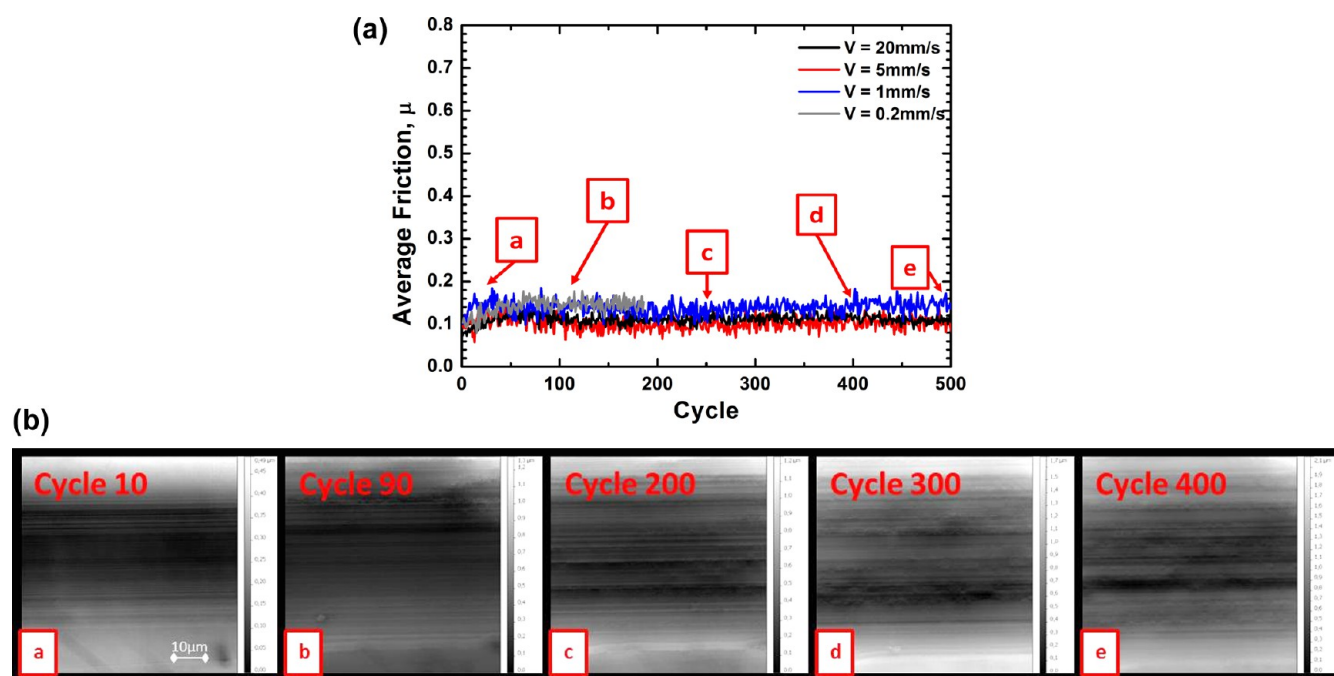 (a)
0.8
0.7
0.6
0.5
0.4
0.3
0.2
0.1
0.0
Average Friction, μ
V = 20mm/s
V = 5mm/s
V = 1mm/s
V = 0.2mm/s
a
b
c
d
e
0 100 200 300 400 500
Cycle
(b)
Cycle 10
Cycle 90
Cycle 200
Cycle 300
Cycle 400
10μm
a
b
c
d
e